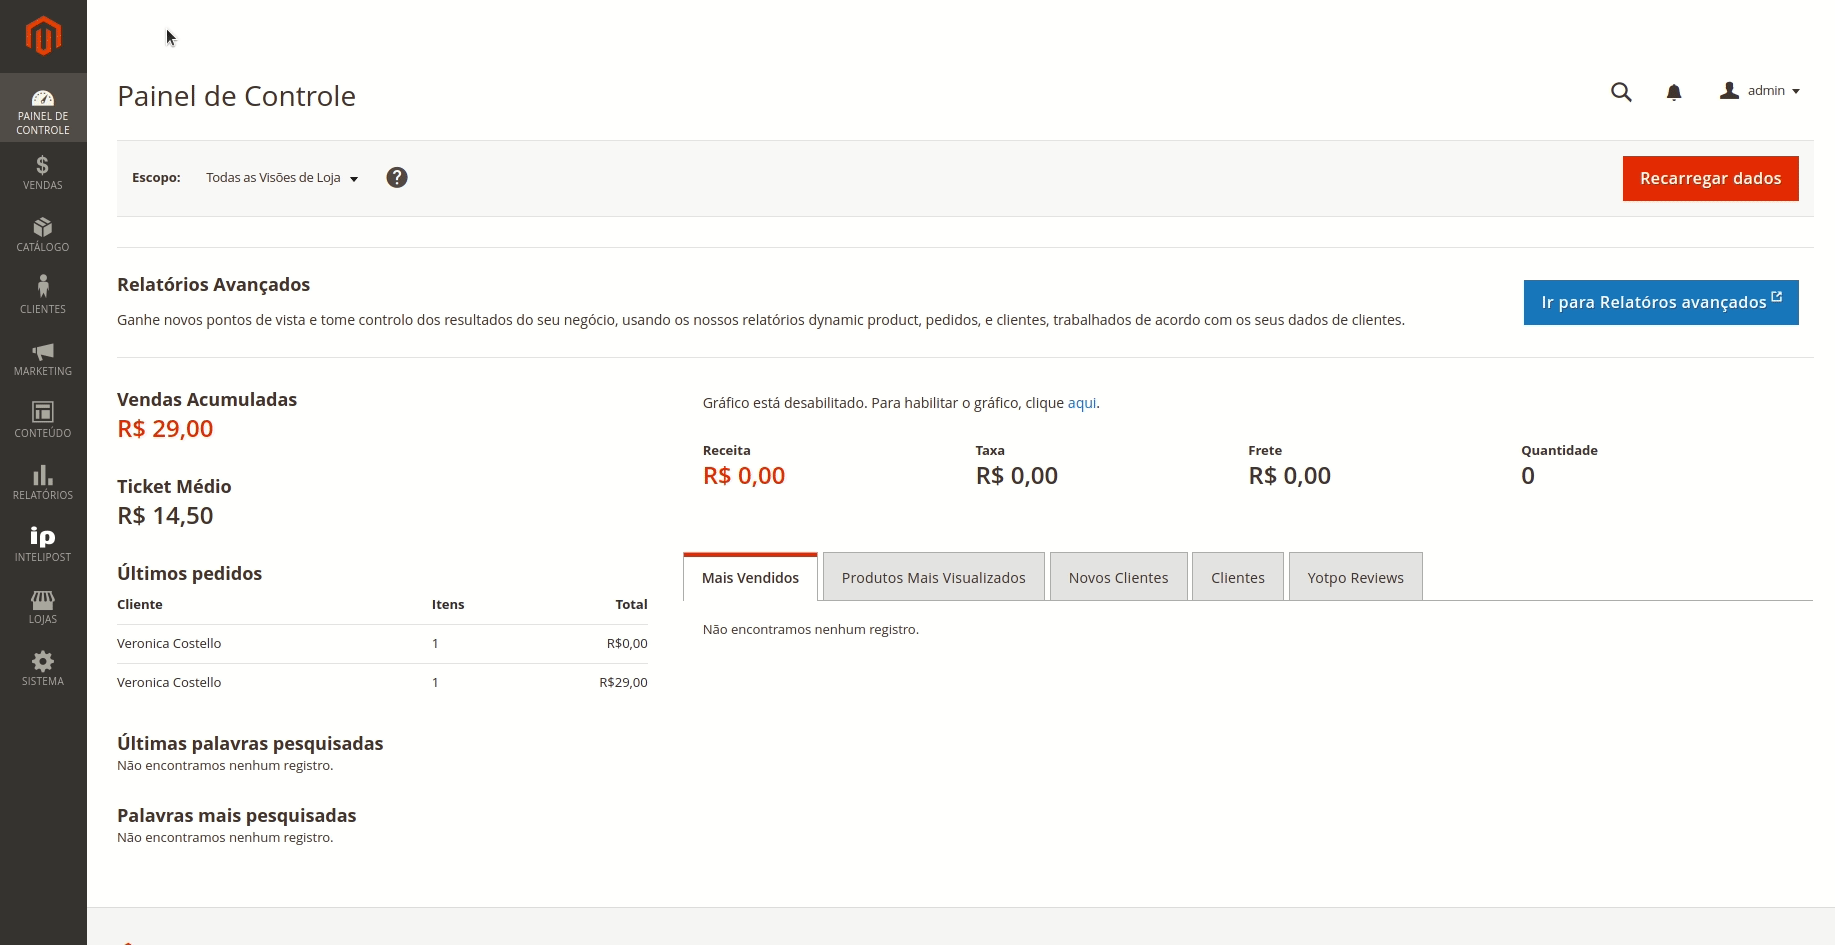 Painel de Controle
admin
PAINEL DE
CONTROLE
VENDAS
CATÁLOGO
CLIENTES
MARKETING
CONTEÚDO
RELATÓRIOS
ip
INTELIPOST
LOJAS
SISTEMA
Escopo: Todas as Visões de Loja ?
Recarregar dados
Relatórios Avançados
Ganhe novos pontos de vista e tome controlo dos resultados do seu negócio, usando os nossos relatórios dynamic product, pedidos, e clientes, trabalhados de acordo com os seus dados de clientes.
Ir para Relatóros avançados
Vendas Acumuladas
R$ 29,00
Ticket Médio
R$ 14,50
Últimos pedidos
Cliente Itens Total
Veronica Costello 1 R$0,00
Veronica Costello 1 R$29,00
Últimas palavras pesquisadas
Não encontramos nenhum registro.
Palavras mais pesquisadas
Não encontramos nenhum registro.
Gráfico está desabilitado. Para habilitar o gráfico, clique aqui.
Receita Taxa Frete Quantidade
R$ 0,00 R$ 0,00 R$ 0,00 0
Mais Vendidos Produtos Mais Visualizados Novos Clientes Clientes Yotpo Reviews
Não encontramos nenhum registro.